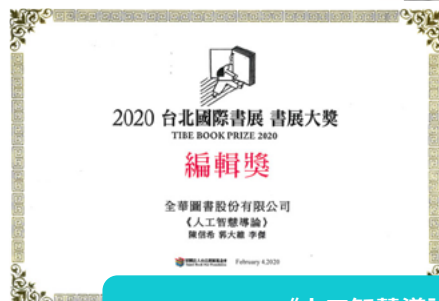 2020 台北國際書展 書展大獎
TIBE BOOK PRIZE 2020
編輯獎
全華圖書股份有限公司
《人工智慧導論》
陳信希 郭大維 李傑
February 4,2020